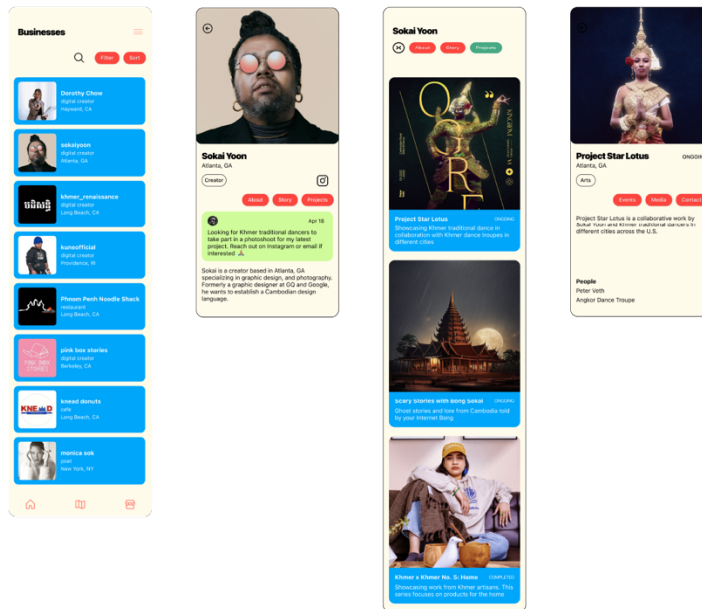 Businesses
Filter
Sort
Dorothy Chow
digital creator
Hayward, CA
sokaiyoon
digital creator
Atlanta, GA
khmer_renaissance
digital creator
Long Beach, CA
kanaofficial
digital creator
Providence, RI
Phnom Penh Noodle Shack
restaurant
Long Beach, CA
PINK BOX
STORIES
pink box stories
digital creator
Berkeley, CA
KNEAD
knead donuts
cafe
Long Beach, CA
monica sok
poet
New York, NY
Sokai Yoon
Atlanta, GA
Creator
About
Story
Projects
Apr 18
Looking for Khmer traditional dancers to
take part in a photoshoot for my latest
project. Reach out on Instagram or email if
interested 🙏
Sokai is a creator based in Atlanta, GA
specializing in graphic design, and photography.
Formerly a graphic designer at GQ and Google,
he wants to establish a Cambodian design
language.
Sokai Yoon
About
Story
Projects
OGRE
Project Star Lotus
ONGOING
Showcasing Khmer traditional dance in
collaboration with Khmer dance troupes in
different cities
Scary Stories with Bong Sokai
ONGOING
Ghost stories and lore from Cambodia told
by your Internet Bong
Khmer x Khmer No. 5: Home
COMPLETED
Showcasing work from Khmer artisans. This
series focuses on products for the home
Project Star Lotus
ONGOING
Atlanta, GA
Arts
Events
Media
Contact
Project Star Lotus is a collaborative work by
Sokai Yoon and Khmer traditional dancers in
different cities across the U.S.
People
Peter Veth
Angkor Dance Troupe